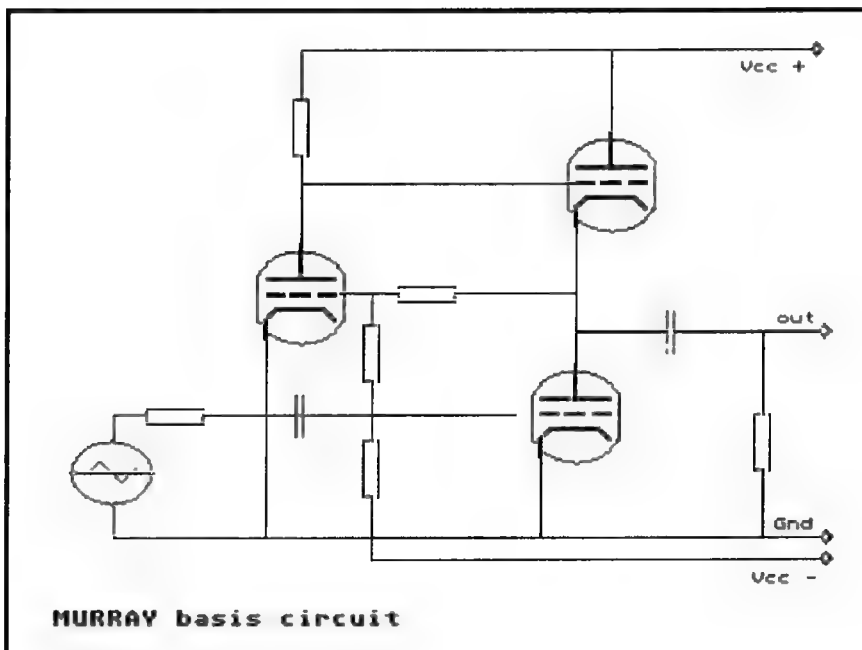 Vcc +
out
Gnd
Vcc -
MURRAY basis circuit